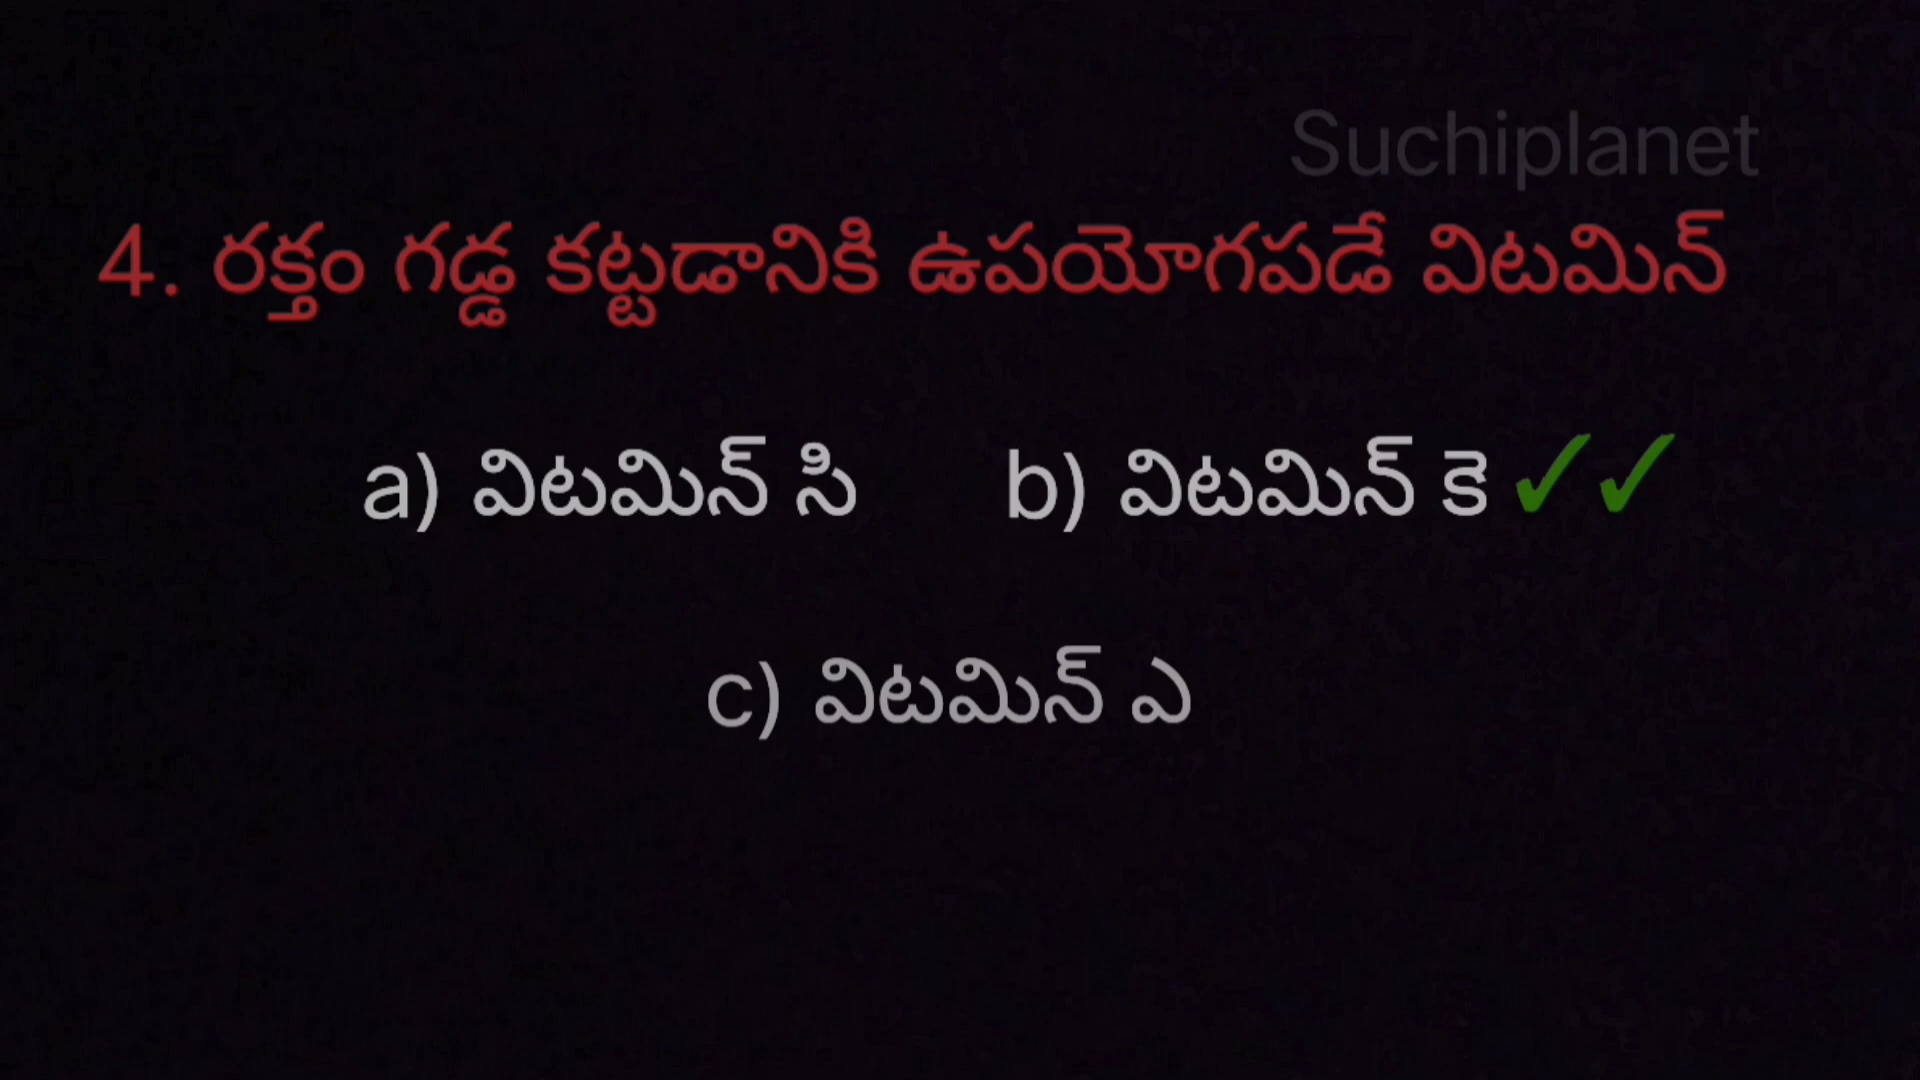 Suchiplanet
4. రక్తం గడ్డ కట్టడానికి ఉపయోగపడే విటమిన్
a) విటమిన్ సి b) విటమిన్ కె ✓✓
c) విటమిన్ ఎ